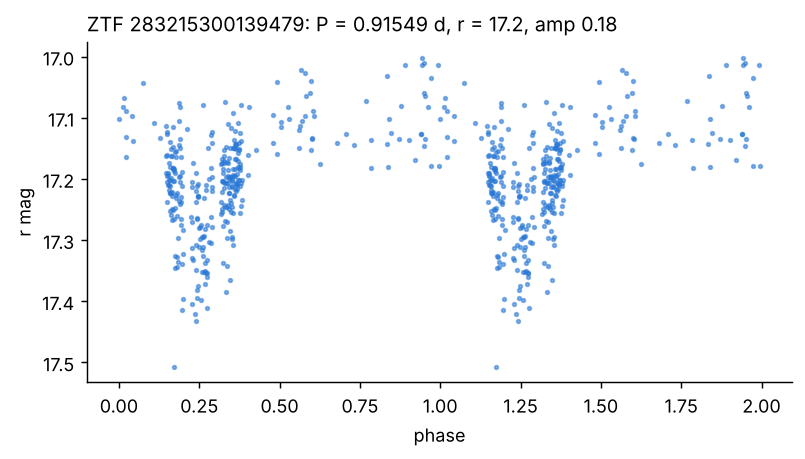 ZTF 283215300139479: P = 0.91549 d, r = 17.2, amp 0.18
17.0
17.1
17.2
17.3
17.4
17.5
r mag
0.00 0.25 0.50 0.75 1.00 1.25 1.50 1.75 2.00
phase